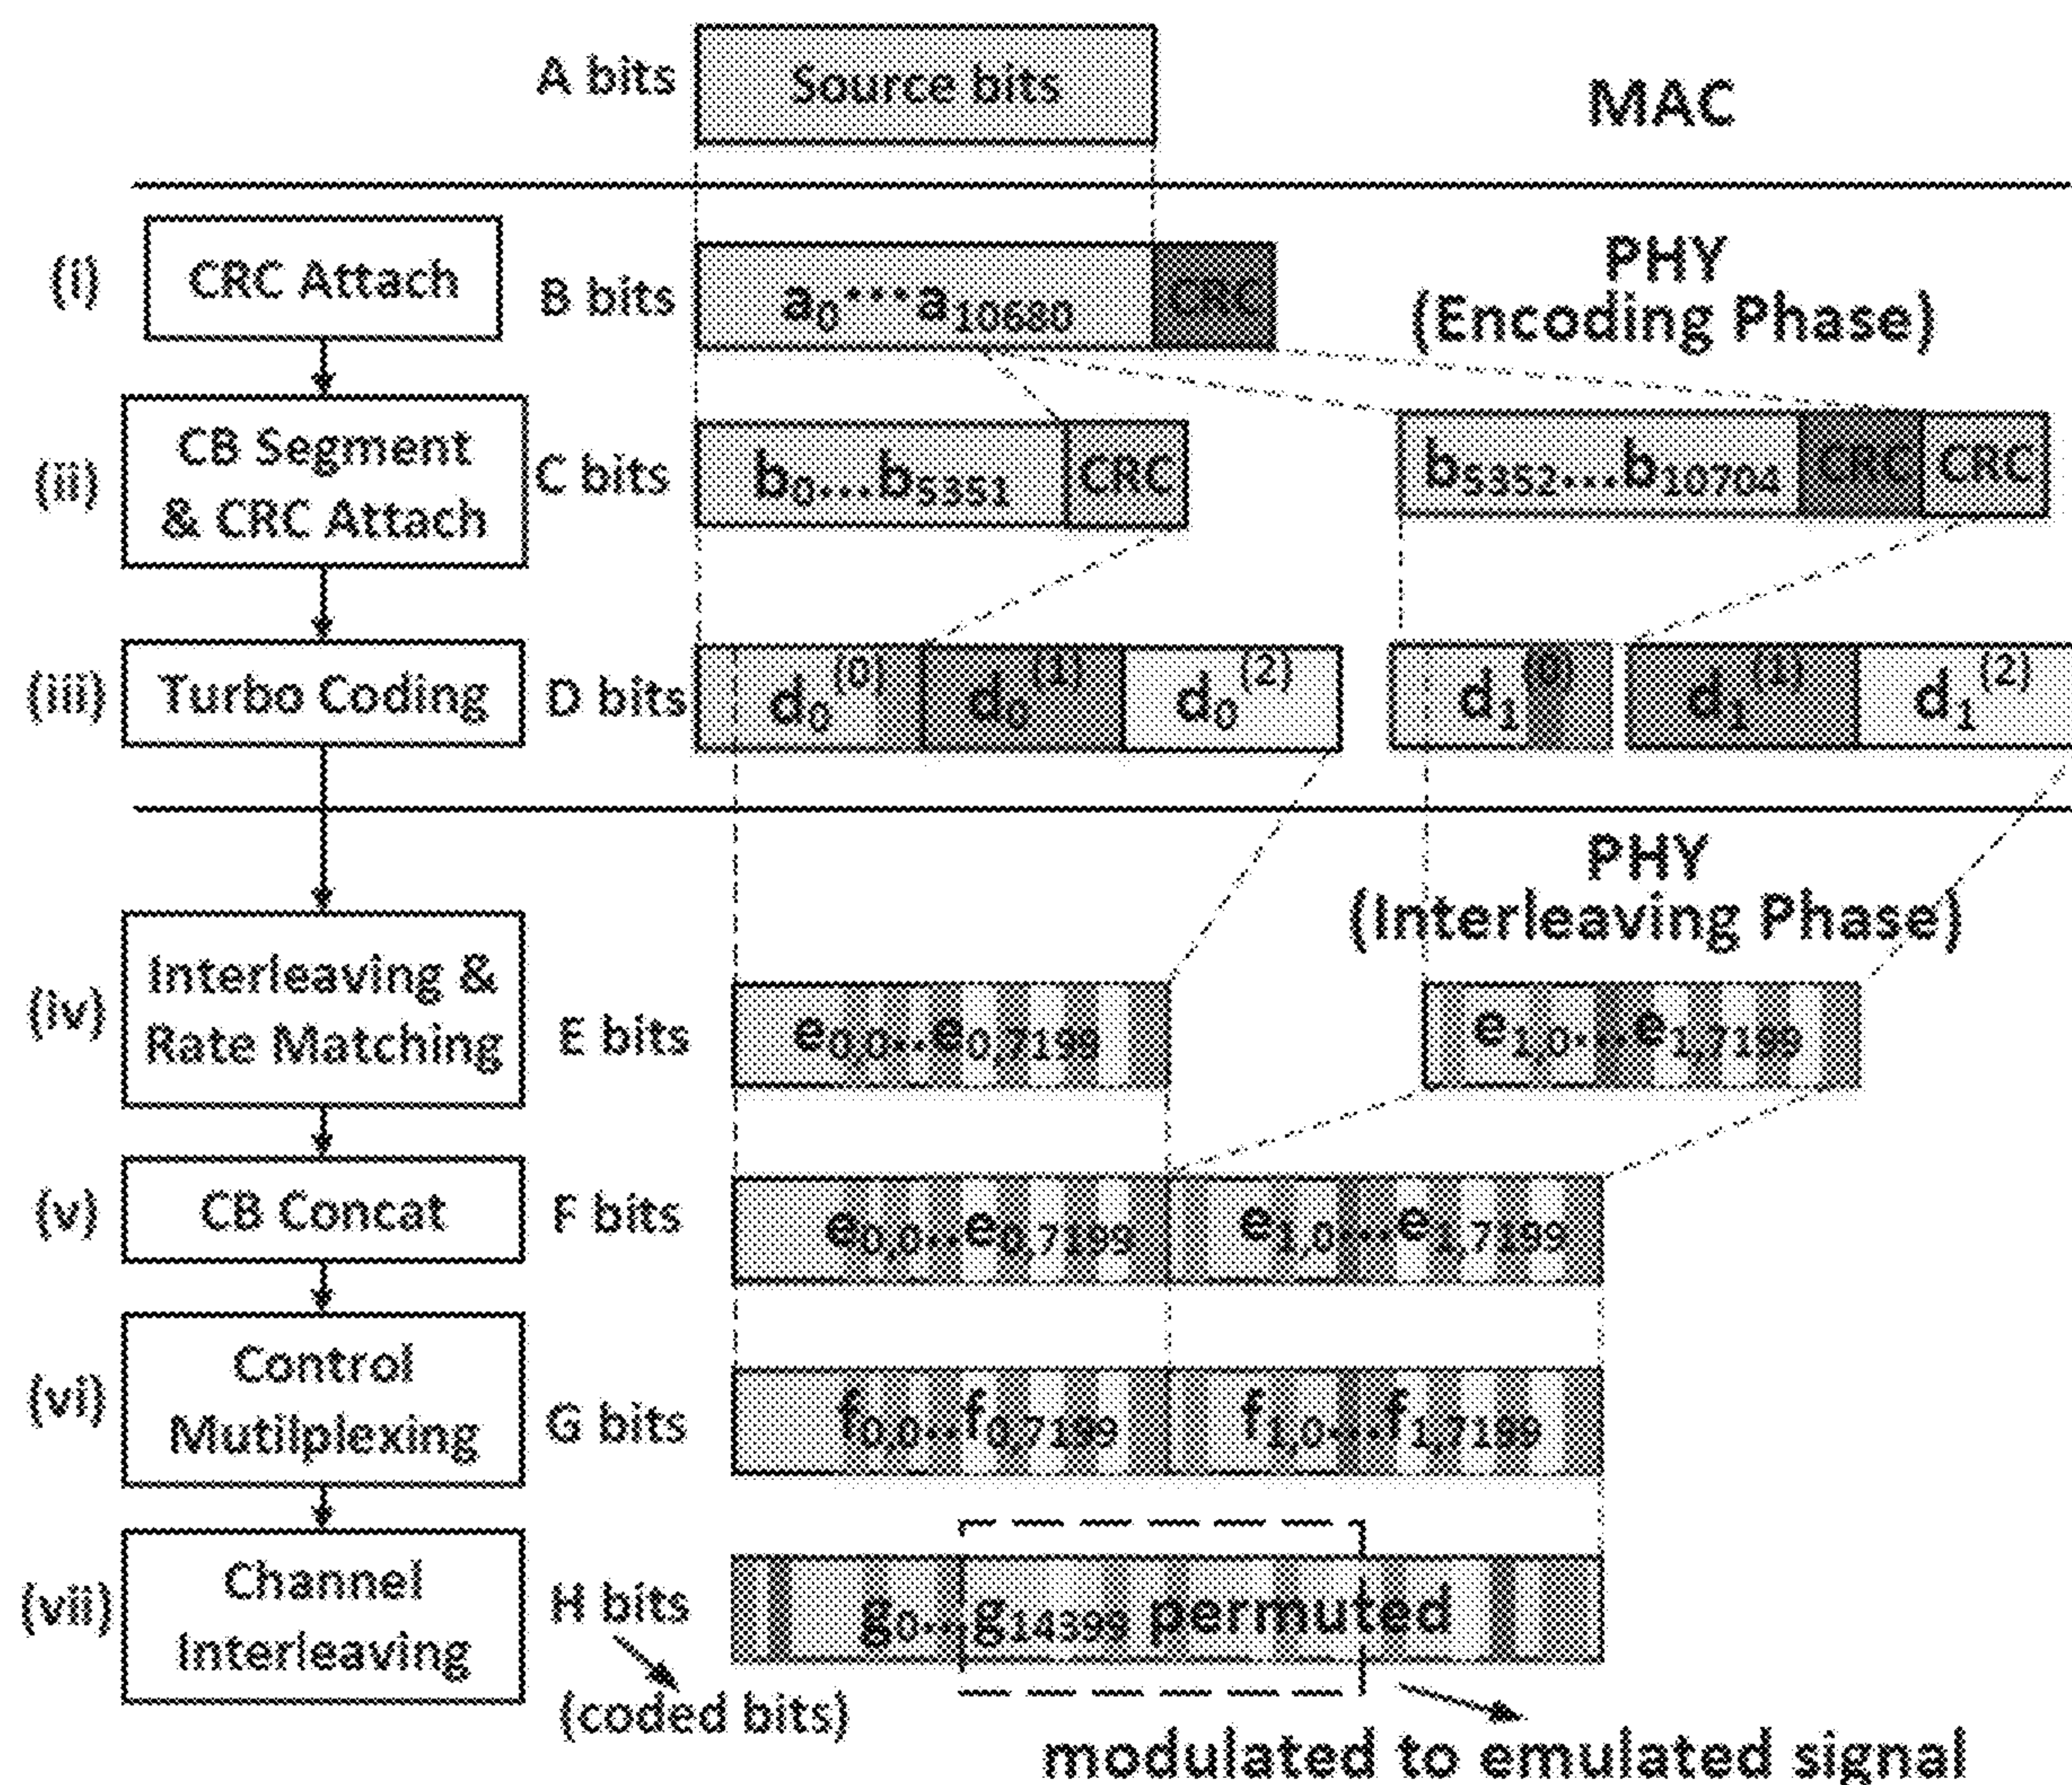 A bits
Source bits
MAC
(i)
CRC Attach
B bits
a0...a10680
CRC
PHY
(Encoding Phase)
(ii)
CB Segment
& CRC Attach
C bits
b0...b5351
CRC
b5352...b10704
CRC
CRC
(iii)
Turbo Coding
D bits
d0(0)
d0(1)
d0(2)
d1(0)
d1(1)
d1(2)
PHY
(Interleaving Phase)
(iv)
Interleaving &
Rate Matching
E bits
e0,0...e0,7199
e1,0...e1,7199
(v)
CB Concat
F bits
e0,0...e0,7199
e1,0...e1,7199
(vi)
Control
Mutilplexing
G bits
f0,0...f0,7199
f1,0...f1,7199
(vii)
Channel
Interleaving
H bits
g0...g14399 permuted
(coded bits)
modulated to emulated signal